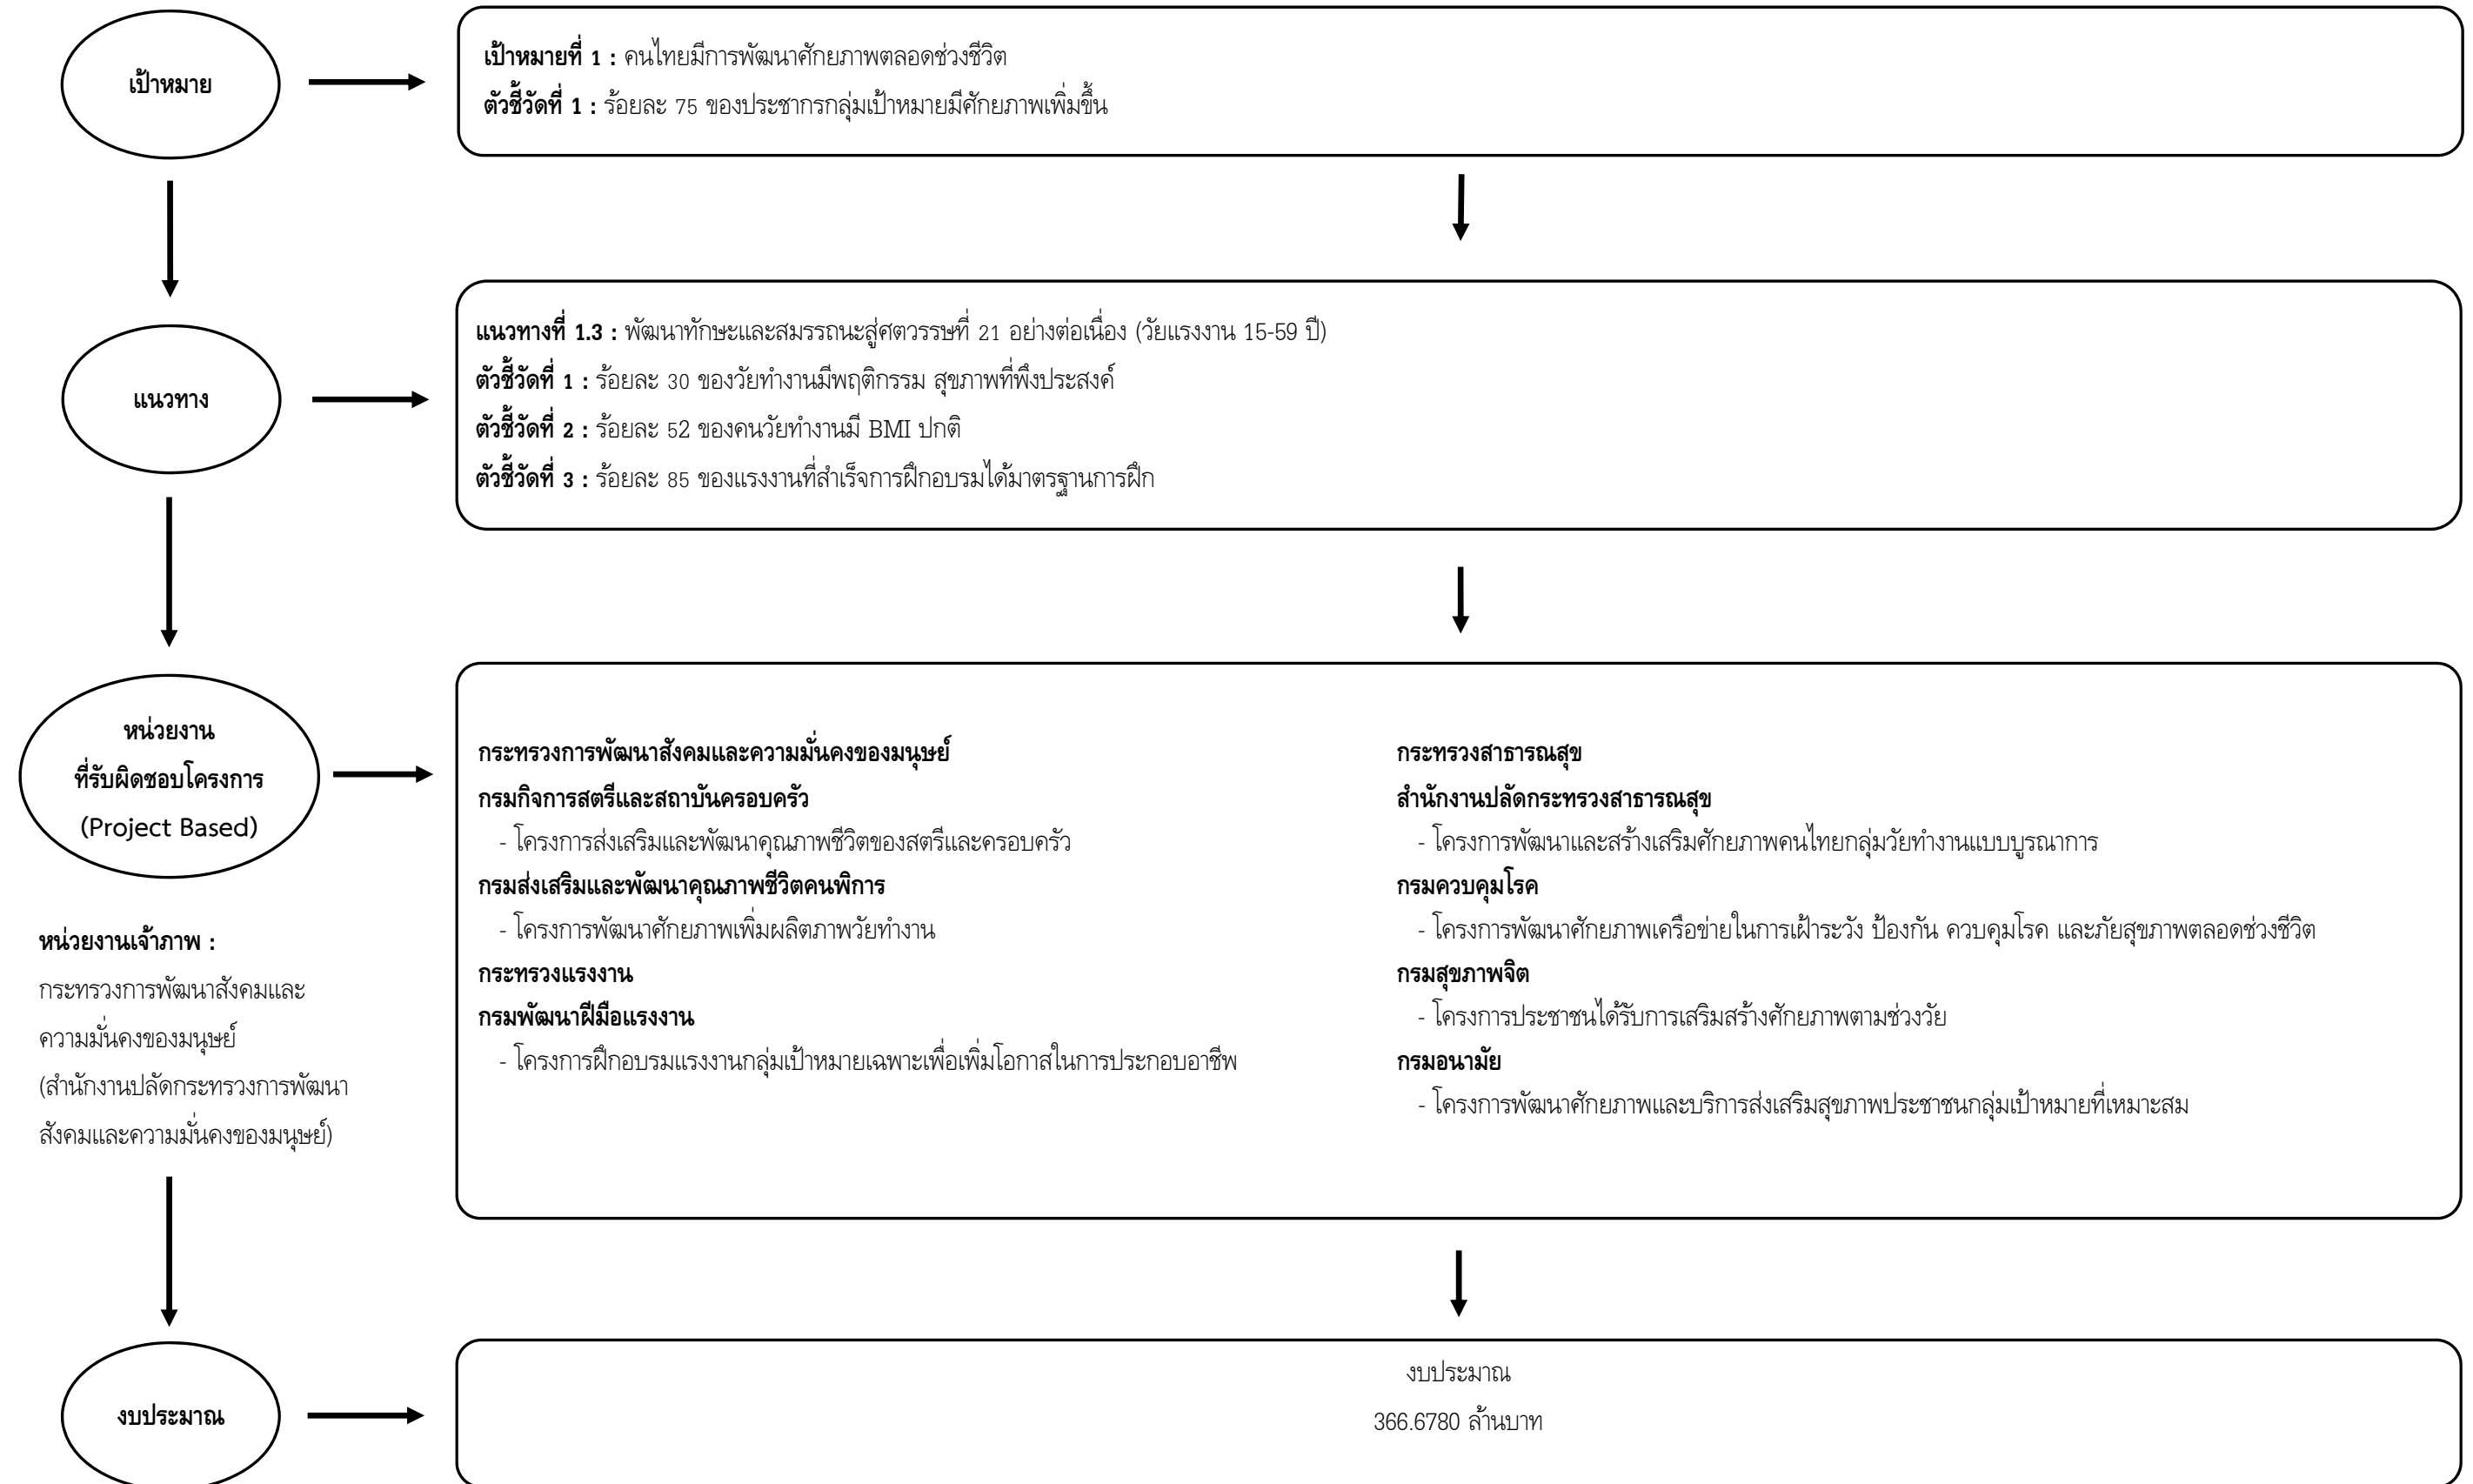 เป้าหมาย
เป้าหมายที่ 1 : คนไทยมีการพัฒนาศักยภาพตลอดช่วงชีวิต
ตัวชี้วัดที่ 1 : ร้อยละ 75 ของประชากรกลุ่มเป้าหมายมีศักยภาพเพิ่มขึ้น
แนวทาง
แนวทางที่ 1.3 : พัฒนาทักษะและสมรรถนะสู่ศตวรรษที่ 21 อย่างต่อเนื่อง (วัยแรงงาน 15-59 ปี)
ตัวชี้วัดที่ 1 : ร้อยละ 30 ของวัยทำงานมีพฤติกรรม สุขภาพที่พึงประสงค์
ตัวชี้วัดที่ 2 : ร้อยละ 52 ของคนวัยทำงานมี BMI ปกติ
ตัวชี้วัดที่ 3 : ร้อยละ 85 ของแรงงานที่สำเร็จการฝึกอบรมได้มาตรฐานการฝึก
หน่วยงาน
ที่รับผิดชอบโครงการ
(Project Based)
หน่วยงานเจ้าภาพ :
กระทรวงการพัฒนาสังคมและ
ความมั่นคงของมนุษย์
(สำนักงานปลัดกระทรวงการพัฒนา
สังคมและความมั่นคงของมนุษย์)
กระทรวงการพัฒนาสังคมและความมั่นคงของมนุษย์
กรมกิจการสตรีและสถาบันครอบครัว
- โครงการส่งเสริมและพัฒนาคุณภาพชีวิตของสตรีและครอบครัว
กรมส่งเสริมและพัฒนาคุณภาพชีวิตคนพิการ
- โครงการพัฒนาศักยภาพเพิ่มผลิตภาพวัยทำงาน
กระทรวงแรงงาน
กรมพัฒนาฝีมือแรงงาน
- โครงการฝึกอบรมแรงงานกลุ่มเป้าหมายเฉพาะเพื่อเพิ่มโอกาสในการประกอบอาชีพ
กระทรวงสาธารณสุข
สำนักงานปลัดกระทรวงสาธารณสุข
- โครงการพัฒนาและสร้างเสริมศักยภาพคนไทยกลุ่มวัยทำงานแบบบูรณาการ
กรมควบคุมโรค
- โครงการพัฒนาศักยภาพเครือข่ายในการเฝ้าระวัง ป้องกัน ควบคุมโรค และภัยสุขภาพตลอดช่วงชีวิต
กรมสุขภาพจิต
- โครงการประชาชนได้รับการเสริมสร้างศักยภาพตามช่วงวัย
กรมอนามัย
- โครงการพัฒนาศักยภาพและบริการส่งเสริมสุขภาพประชาชนกลุ่มเป้าหมายที่เหมาะสม
งบประมาณ
งบประมาณ
366.6780 ล้านบาท